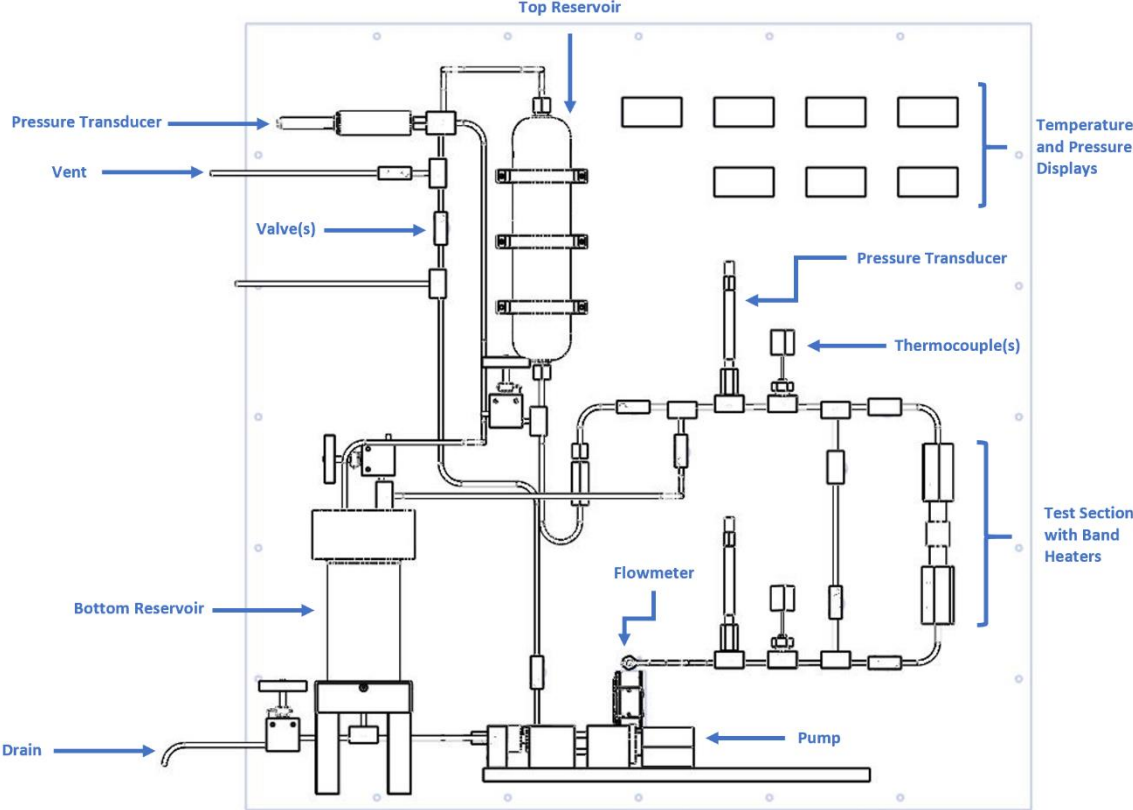 Top Reservoir
Pressure Transducer
Temperature
and Pressure
Displays
Vent
Valve(s)
Pressure Transducer
Thermocouple(s)
Test Section
with Band
Heaters
Flowmeter
Bottom Reservoir
Drain
Pump